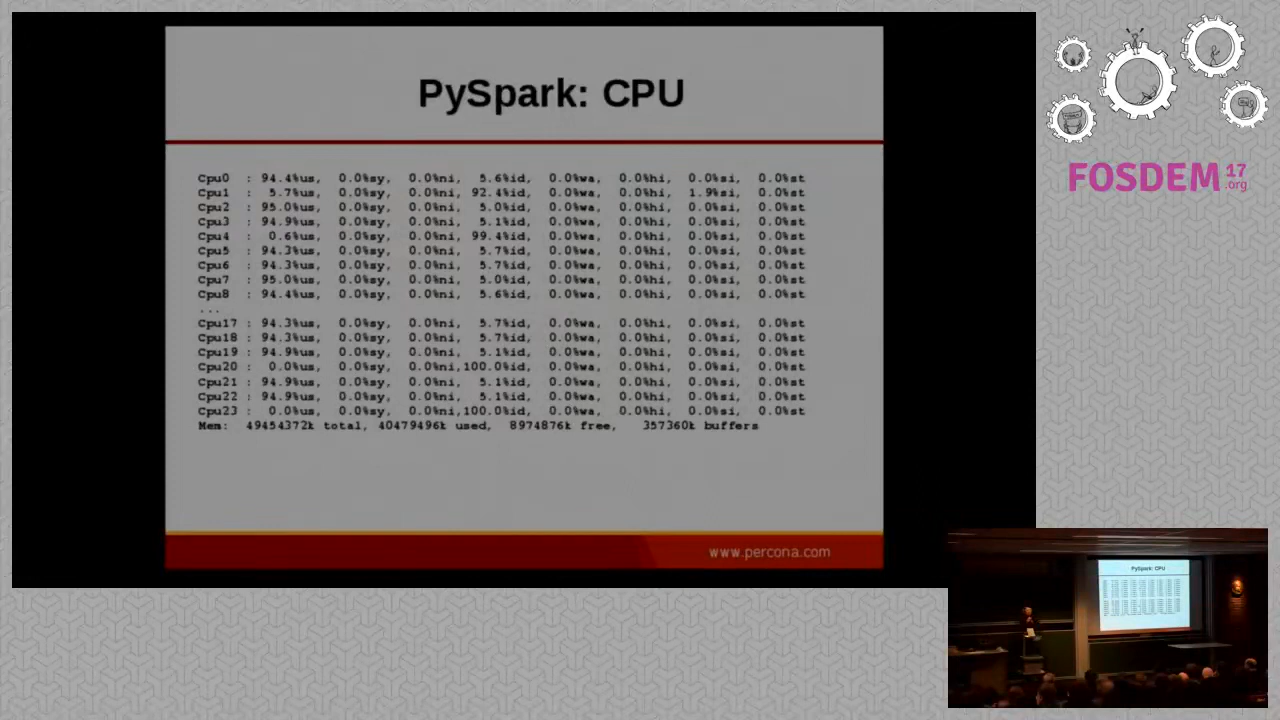 PySpark: CPU
Cpu0 : 94.4%us, 0.0%sy, 0.0%ni, 5.6%id, 0.0%wa, 0.0%hi, 0.0%si, 0.0%st
Cpu1 : 5.7%us, 0.0%sy, 0.0%ni, 92.4%id, 0.0%wa, 0.0%hi, 1.9%si, 0.0%st
Cpu2 : 95.0%us, 0.0%sy, 0.0%ni, 5.0%id, 0.0%wa, 0.0%hi, 0.0%si, 0.0%st
Cpu3 : 94.9%us, 0.0%sy, 0.0%ni, 5.1%id, 0.0%wa, 0.0%hi, 0.0%si, 0.0%st
Cpu4 : 0.6%us, 0.0%sy, 0.0%ni, 99.4%id, 0.0%wa, 0.0%hi, 0.0%si, 0.0%st
Cpu5 : 94.3%us, 0.0%sy, 0.0%ni, 5.7%id, 0.0%wa, 0.0%hi, 0.0%si, 0.0%st
Cpu6 : 94.3%us, 0.0%sy, 0.0%ni, 5.7%id, 0.0%wa, 0.0%hi, 0.0%si, 0.0%st
Cpu7 : 95.0%us, 0.0%sy, 0.0%ni, 5.0%id, 0.0%wa, 0.0%hi, 0.0%si, 0.0%st
Cpu8 : 94.4%us, 0.0%sy, 0.0%ni, 5.6%id, 0.0%wa, 0.0%hi, 0.0%si, 0.0%st
...
Cpu17 : 94.3%us, 0.0%sy, 0.0%ni, 5.7%id, 0.0%wa, 0.0%hi, 0.0%si, 0.0%st
Cpu18 : 94.3%us, 0.0%sy, 0.0%ni, 5.7%id, 0.0%wa, 0.0%hi, 0.0%si, 0.0%st
Cpu19 : 94.9%us, 0.0%sy, 0.0%ni, 5.1%id, 0.0%wa, 0.0%hi, 0.0%si, 0.0%st
Cpu20 : 0.0%us, 0.0%sy, 0.0%ni,100.0%id, 0.0%wa, 0.0%hi, 0.0%si, 0.0%st
Cpu21 : 94.9%us, 0.0%sy, 0.0%ni, 5.1%id, 0.0%wa, 0.0%hi, 0.0%si, 0.0%st
Cpu22 : 94.9%us, 0.0%sy, 0.0%ni, 5.1%id, 0.0%wa, 0.0%hi, 0.0%si, 0.0%st
Cpu23 : 0.0%us, 0.0%sy, 0.0%ni,100.0%id, 0.0%wa, 0.0%hi, 0.0%si, 0.0%st
Mem: 49454372k total, 40479496k used, 8974876k free, 357360k buffers
www.percona.com
FOSDEM 17 .org
PySpark: CPU